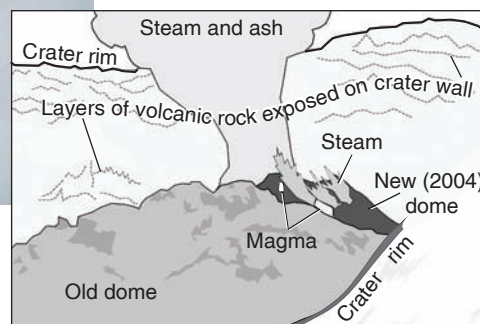 Steam and ash
Crater rim
Layers of volcanic rock exposed on crater wall
Steam
New (2004)
dome
Magma
Old dome
Crater rim